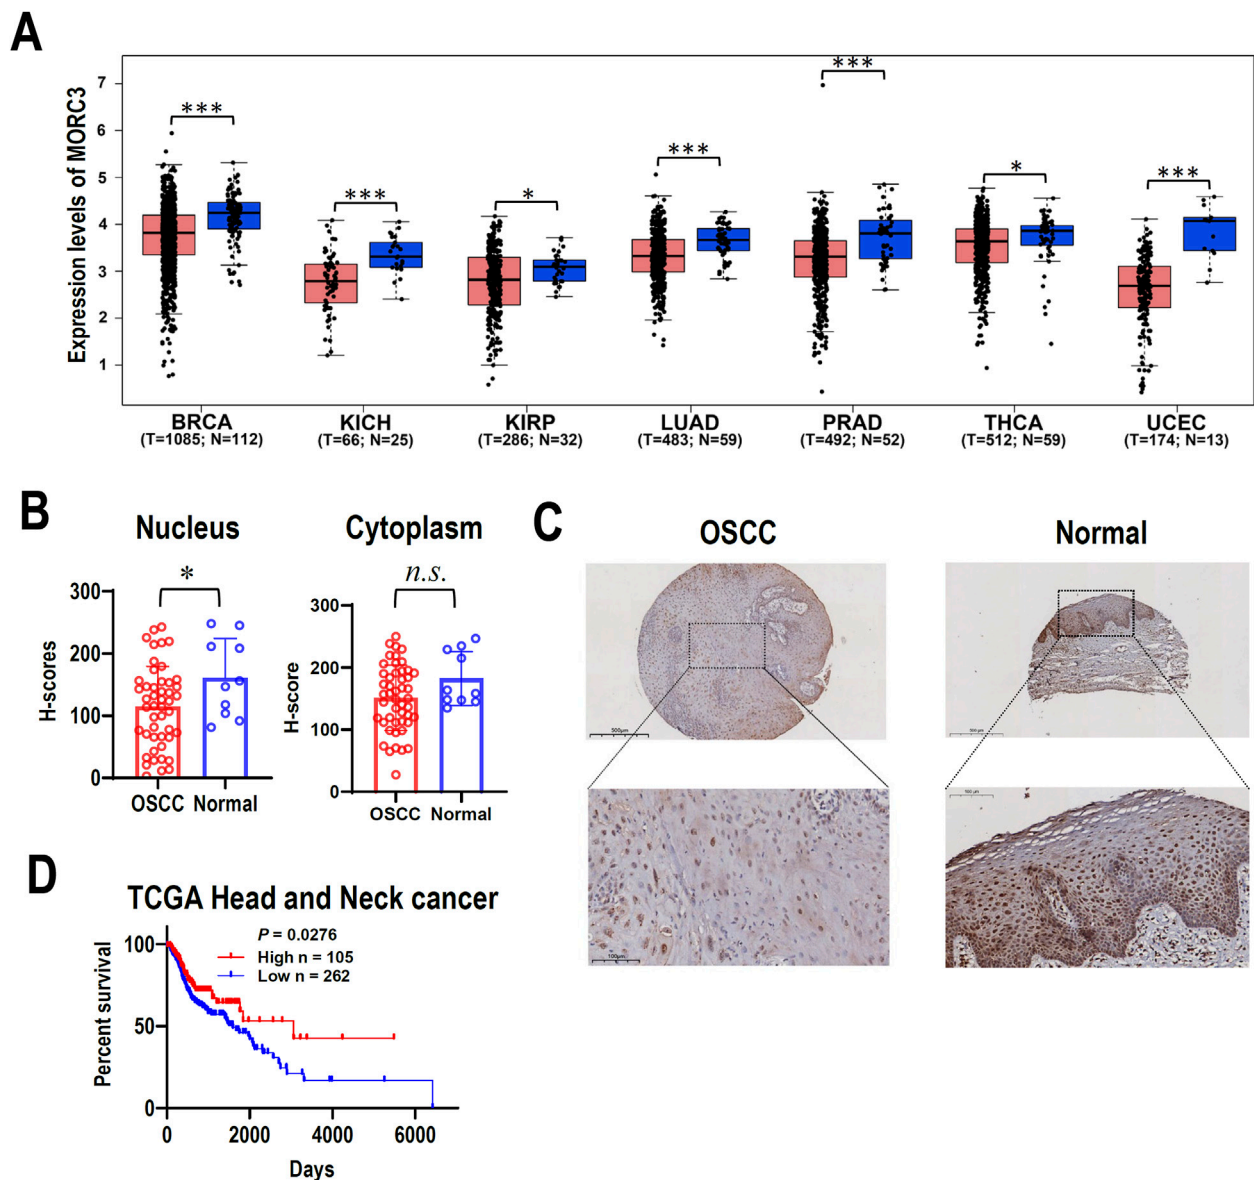 A
Expression levels of MORC3
7
6
5
4
3
2
1
***
***
*
***
***
*
***
BRCA
(T=1085; N=112)
KICH
(T=66; N=25)
KIRP
(T=286; N=32)
LUAD
(T=483; N=59)
PRAD
(T=492; N=52)
THCA
(T=512; N=59)
UCEC
(T=174; N=13)
B
Nucleus
*
H-scores
300
200
100
0
OSCC Normal
Cytoplasm
n.s.
H-score
300
200
100
0
OSCC Normal
C
OSCC
Normal
500µm
100µm
D
TCGA Head and Neck cancer
P = 0.0276
High n = 105
Low n = 262
Percent survival
100
50
0
0 2000 4000 6000
Days